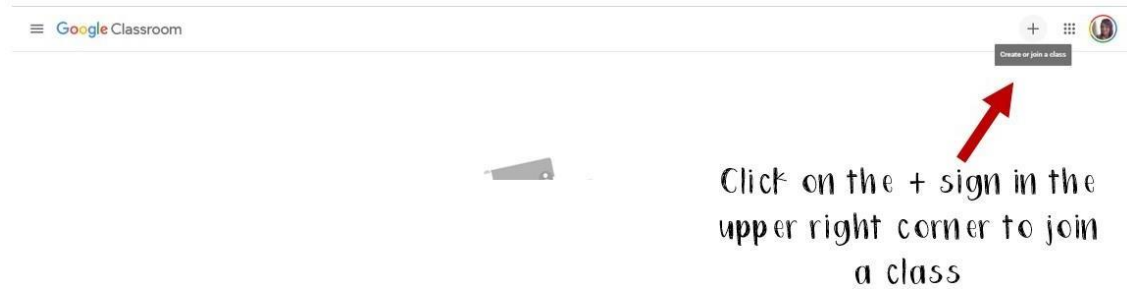 Google Classroom
Create or join a class
Click on the + sign in the
upper right corner to join
a class